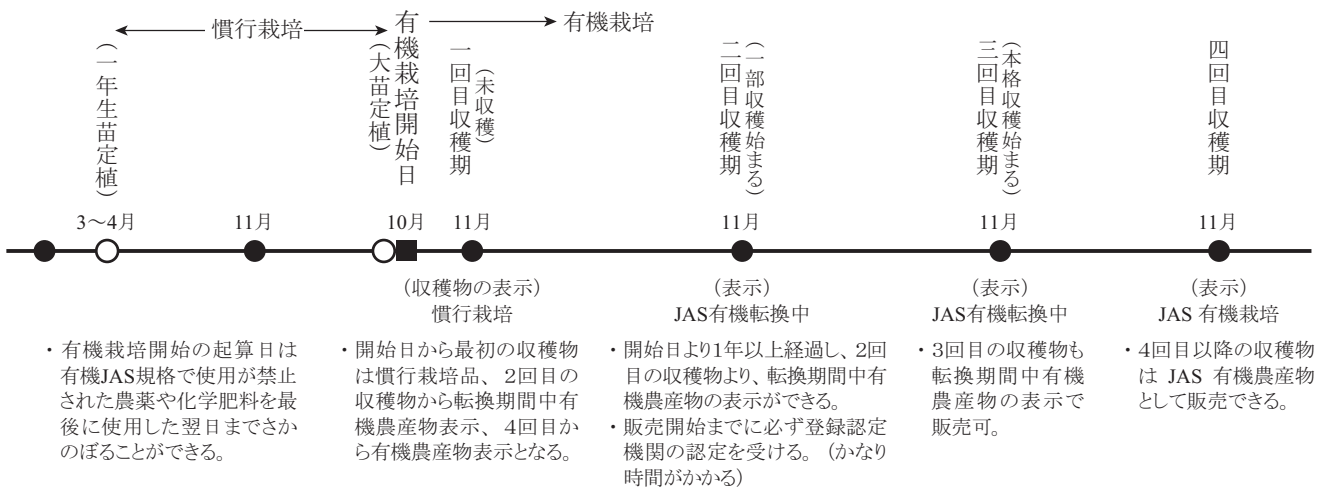 慣行栽培
有機栽培
（一年生苗定植）
（大苗定植）
有機栽培開始日
一回目収穫期
（未収穫）
二回目収穫期
（一部収穫始まる）
三回目収穫期
（本格収穫始まる）
四回目収穫期
3～4月
11月
10月
11月
11月
11月
11月
（収穫物の表示）
慣行栽培
（表示）
JAS有機転換中
（表示）
JAS有機転換中
（表示）
JAS 有機栽培
・有機栽培開始の起算日は
有機JAS規格で使用が禁止
された農薬や化学肥料を最
後に使用した翌日までさか
のぼることができる。
・開始日から最初の収穫物
は慣行栽培品、2回目の
収穫物から転換期間中有
機農産物表示、4回目か
ら有機農産物表示となる。
・開始日より1年以上経過し、2回
目の収穫物より、転換期間中有
機農産物の表示ができる。
・販売開始までに必ず登録認定
機関の認定を受ける。（かなり
時間がかかる）
・3回目の収穫物も
転換期間中有機
農産物の表示で
販売可。
・4回目以降の収穫物
は JAS 有機農産物
として販売できる。